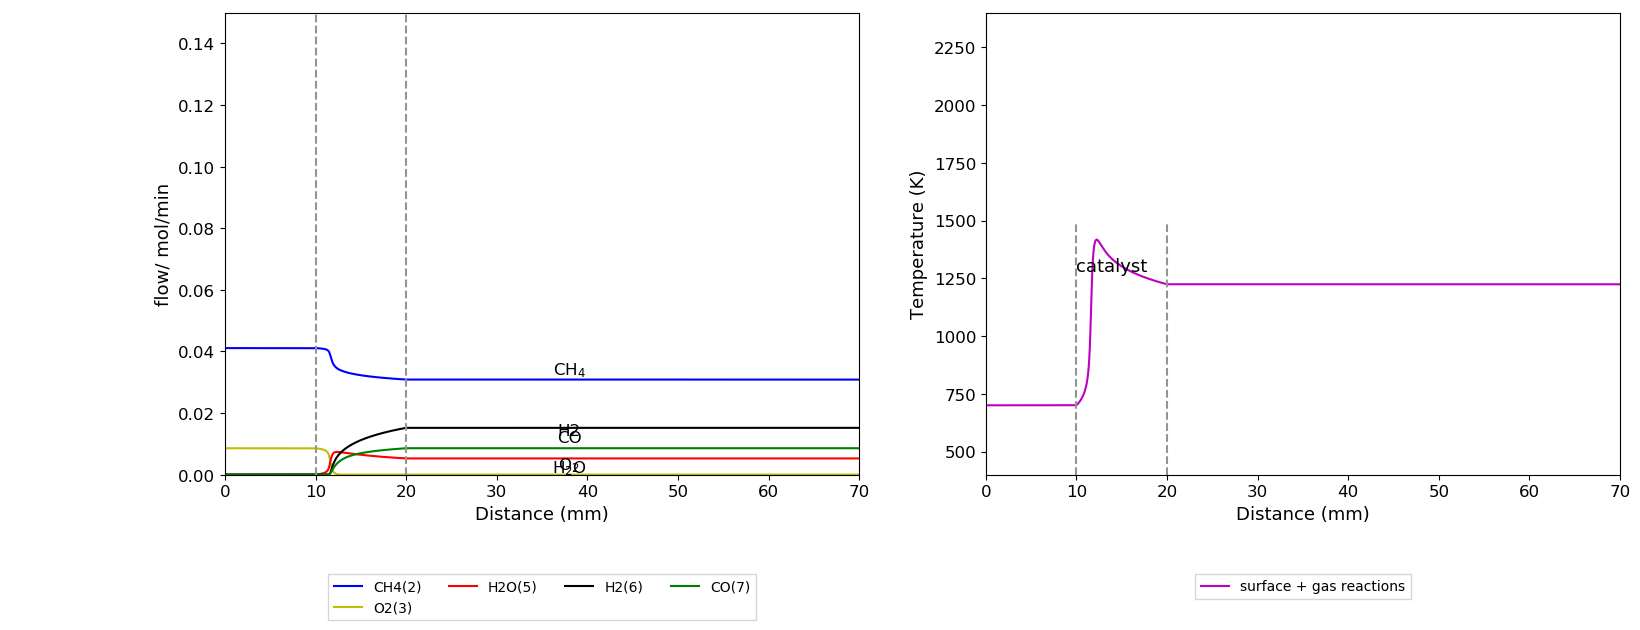 0.14
0.12
0.10
0.08
0.06
0.04
0.02
0.00
flow/ mol/min
CH4
H2
CO
O2
H2O
0 10 20 30 40 50 60 70
Distance (mm)
CH4(2) H2O(5) H2(6) CO(7)
O2(3)
2250
2000
1750
1500
1250
1000
750
500
Temperature (K)
catalyst
0 10 20 30 40 50 60 70
Distance (mm)
surface + gas reactions